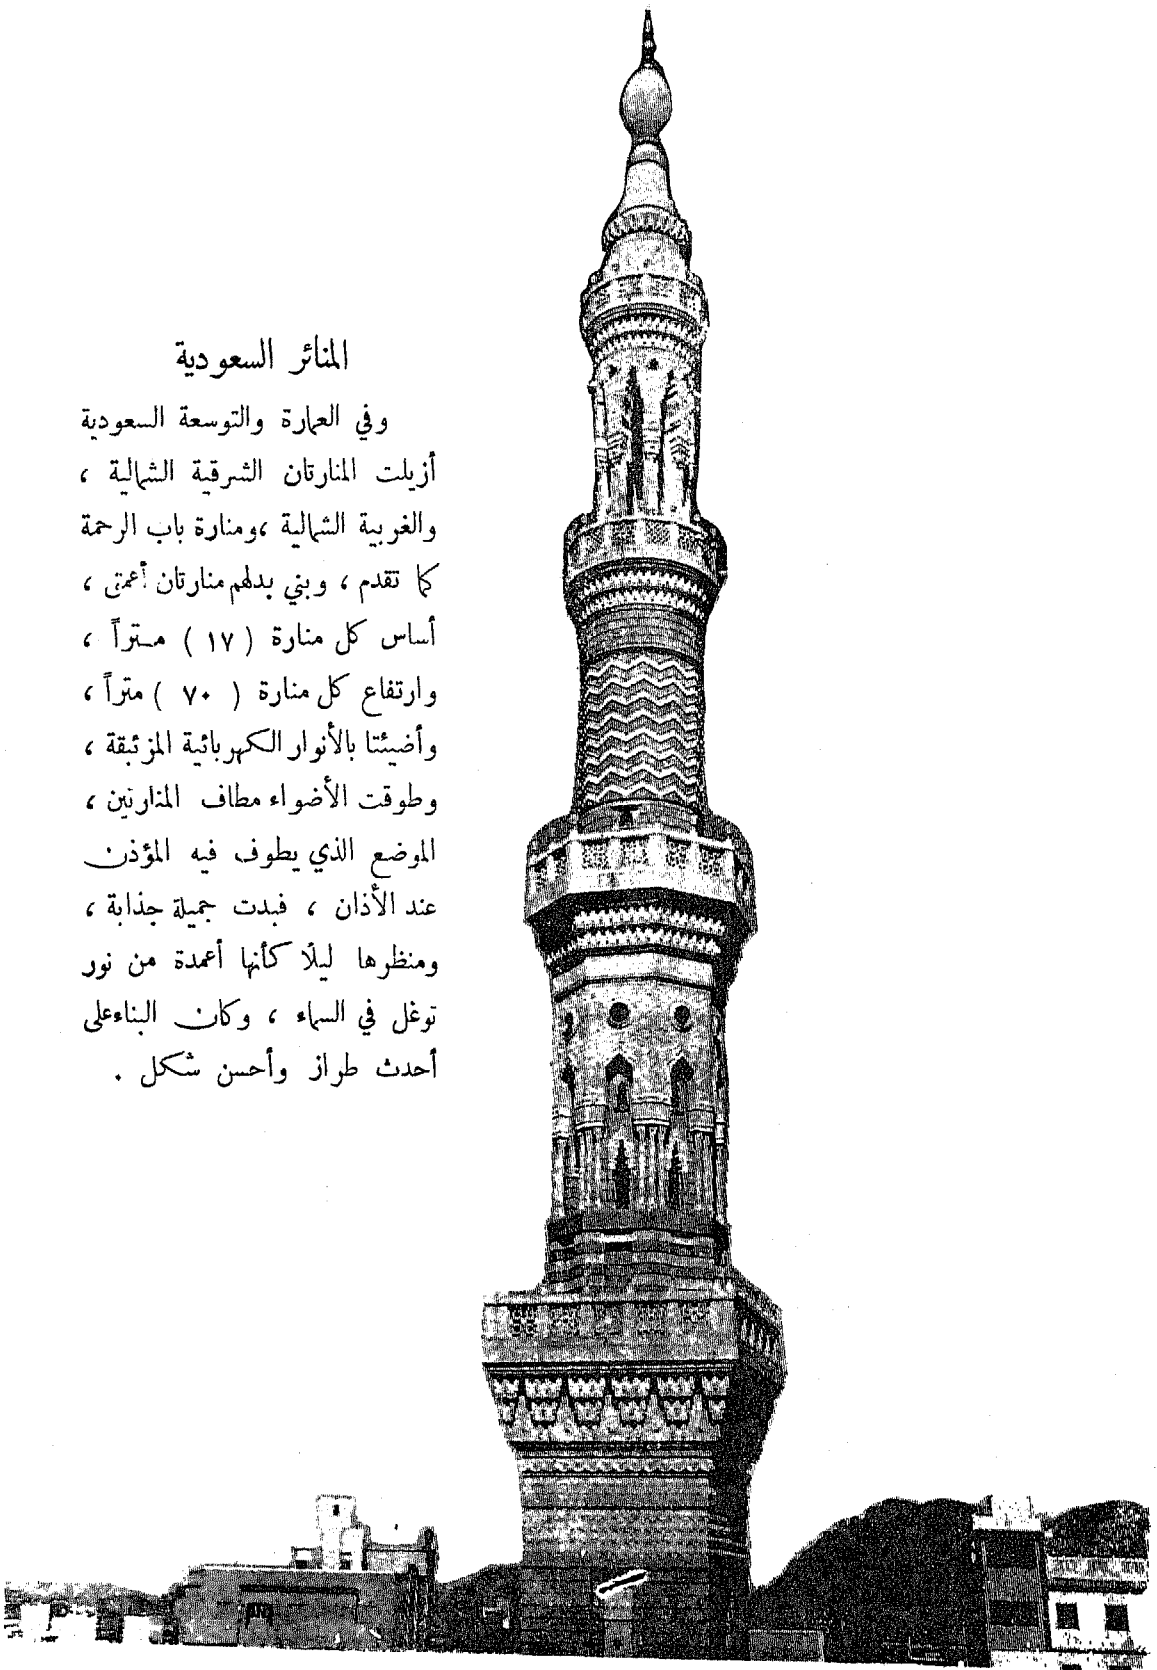 المنائر السعودية
وفي العمارة والتوسعة السعودية
أزيلت المنارتان الشرقية الشمالية ،
والغربية الشمالية ،ومنارة باب الرحمة
كما تقدم ، وبني بدلهم منارتان أعمق ،
أساس كل منارة ( ١٧ ) متراً ،
وارتفاع كل منارة ( ٧٠ ) متراً ،
وأضيئتا بالأنوار الكهربائية المزئبقة ،
وطوقت الأضواء مطاف المنارتين ،
الموضع الذي يطوف فيه المؤذن
عند الأذان ، فبدت جميلة جذابة ،
ومنظرها ليلًا كأنها أعمدة من نور
توغل في السماء ، وكان البناء على
أحدث طراز وأحسن شكل .